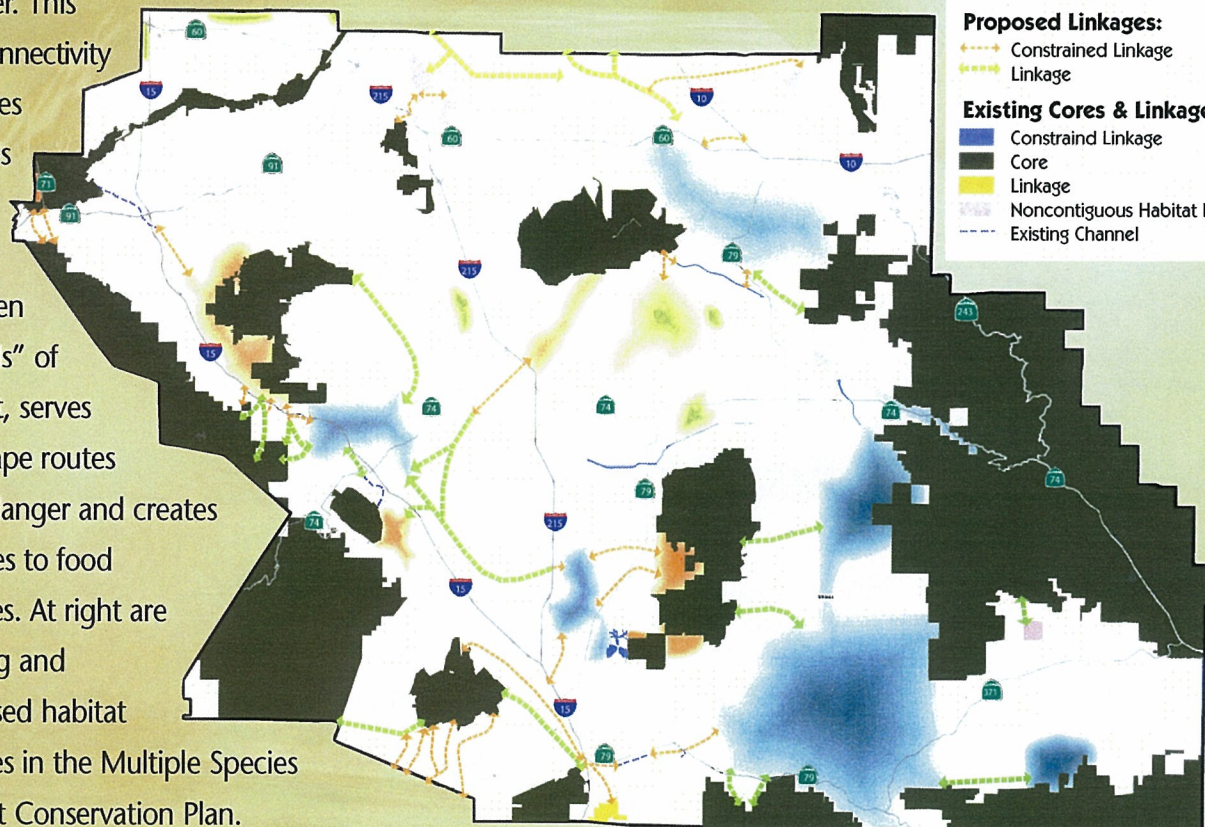 er. This
nnectivity
es
s
en
s” of
t, serves
ape routes
anger and creates
es to food
es. At right are
g and
sed habitat
es in the Multiple Species
t Conservation Plan.
Proposed Linkages:
Constrained Linkage
Linkage
Existing Cores & Linkage
Constraind Linkage
Core
Linkage
Noncontiguous Habitat
Existing Channel
60
15
215
10
60
60
91
10
71
91
79
215
243
15
74
74
74
79
74
74
215
15
371
15
79
79